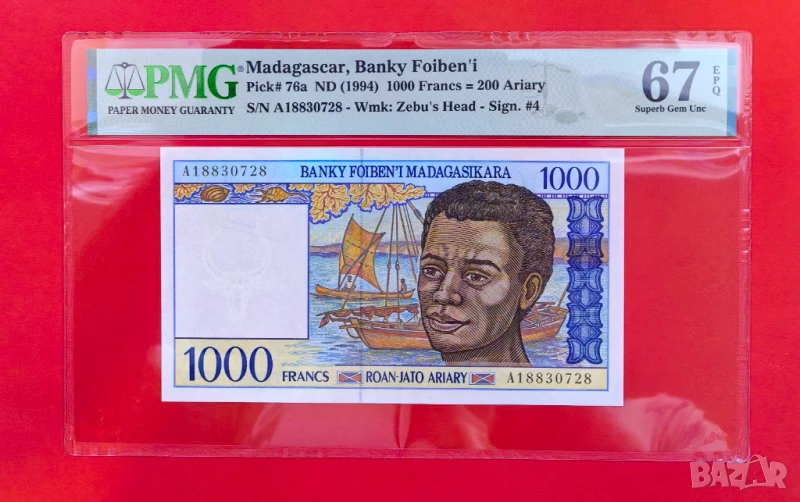 PMG®
PAPER MONEY GUARANTY
Madagascar, Banky Foiben'i
Pick# 76a ND (1994) 1000 Francs = 200 Ariary
S/N A18830728 - Wmk: Zebu's Head - Sign. #4
67 EPQ
Superb Gem Unc
A18830728 BANKY FOIBEN'I MADAGASIKARA 1000
1000 FRANCS ROAN-JATO ARIARY A18830728
BAZAR